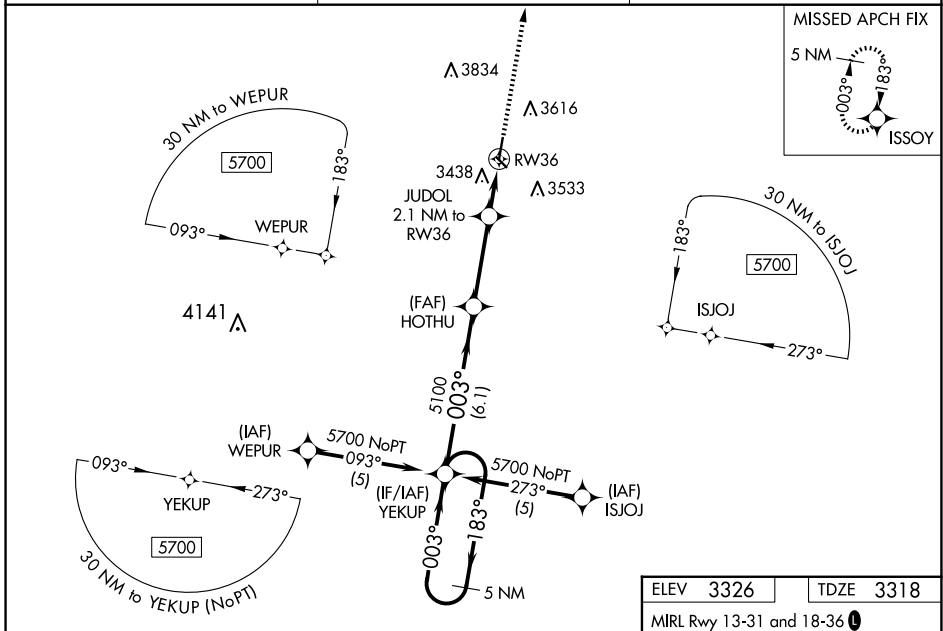 MISSED APCH FIX
5 NM
003°
183°
ISSOY
3834
3616
RW36
3438
3533
JUDOL
2.1 NM to
RW36
30 NM to WEPUR
5700
183°
093°
WEPUR
30 NM to ISJOJ
183°
5700
ISJOJ
273°
4141
(FAF)
HOTHU
5100
003°
(6.1)
(IAF)
WEPUR
5700 NoPT
093°
(5)
(IF/IAF)
YEKUP
5700 NoPT
273°
(5)
(IAF)
ISJOJ
003°
183°
5 NM
093°
273°
YEKUP
5700
30 NM to YEKUP (NoPT)
ELEV 3326
TDZE 3318
MIRL Rwy 13-31 and 18-36 L